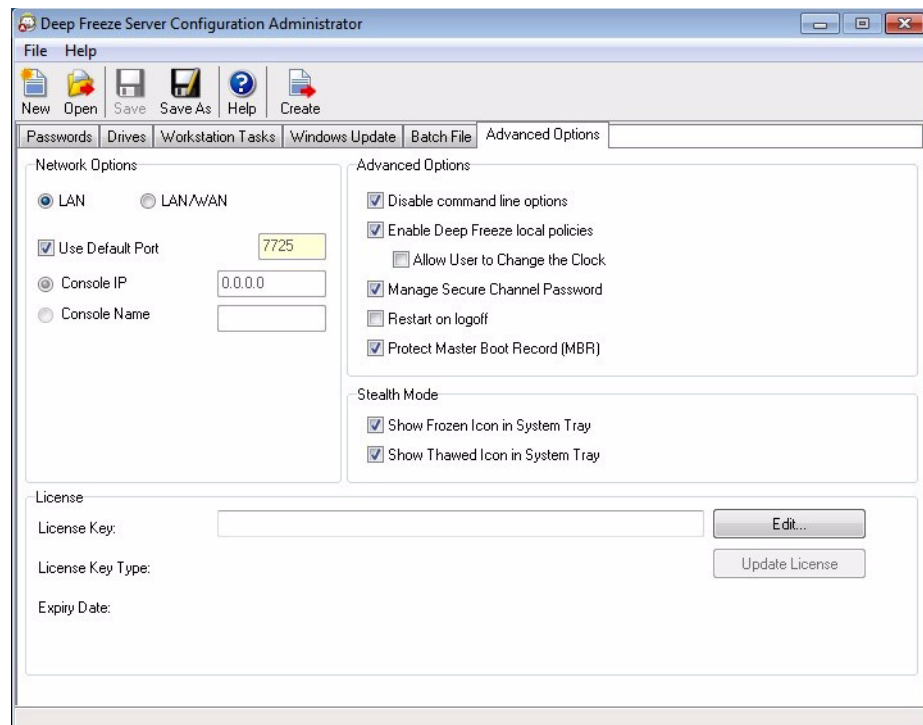 Deep Freeze Server Configuration Administrator
File Help
New Open Save Save As Help Create
Passwords Drives Workstation Tasks Windows Update Batch File Advanced Options
Network Options
LAN LAN/WAN
Use Default Port 7725
Console IP 0.0.0.0
Console Name
Advanced Options
Disable command line options
Enable Deep Freeze local policies
Allow User to Change the Clock
Manage Secure Channel Password
Restart on logoff
Protect Master Boot Record (MBR)
Stealth Mode
Show Frozen Icon in System Tray
Show Thawed Icon in System Tray
License
License Key: Edit...
License Key Type: Update License
Expiry Date: